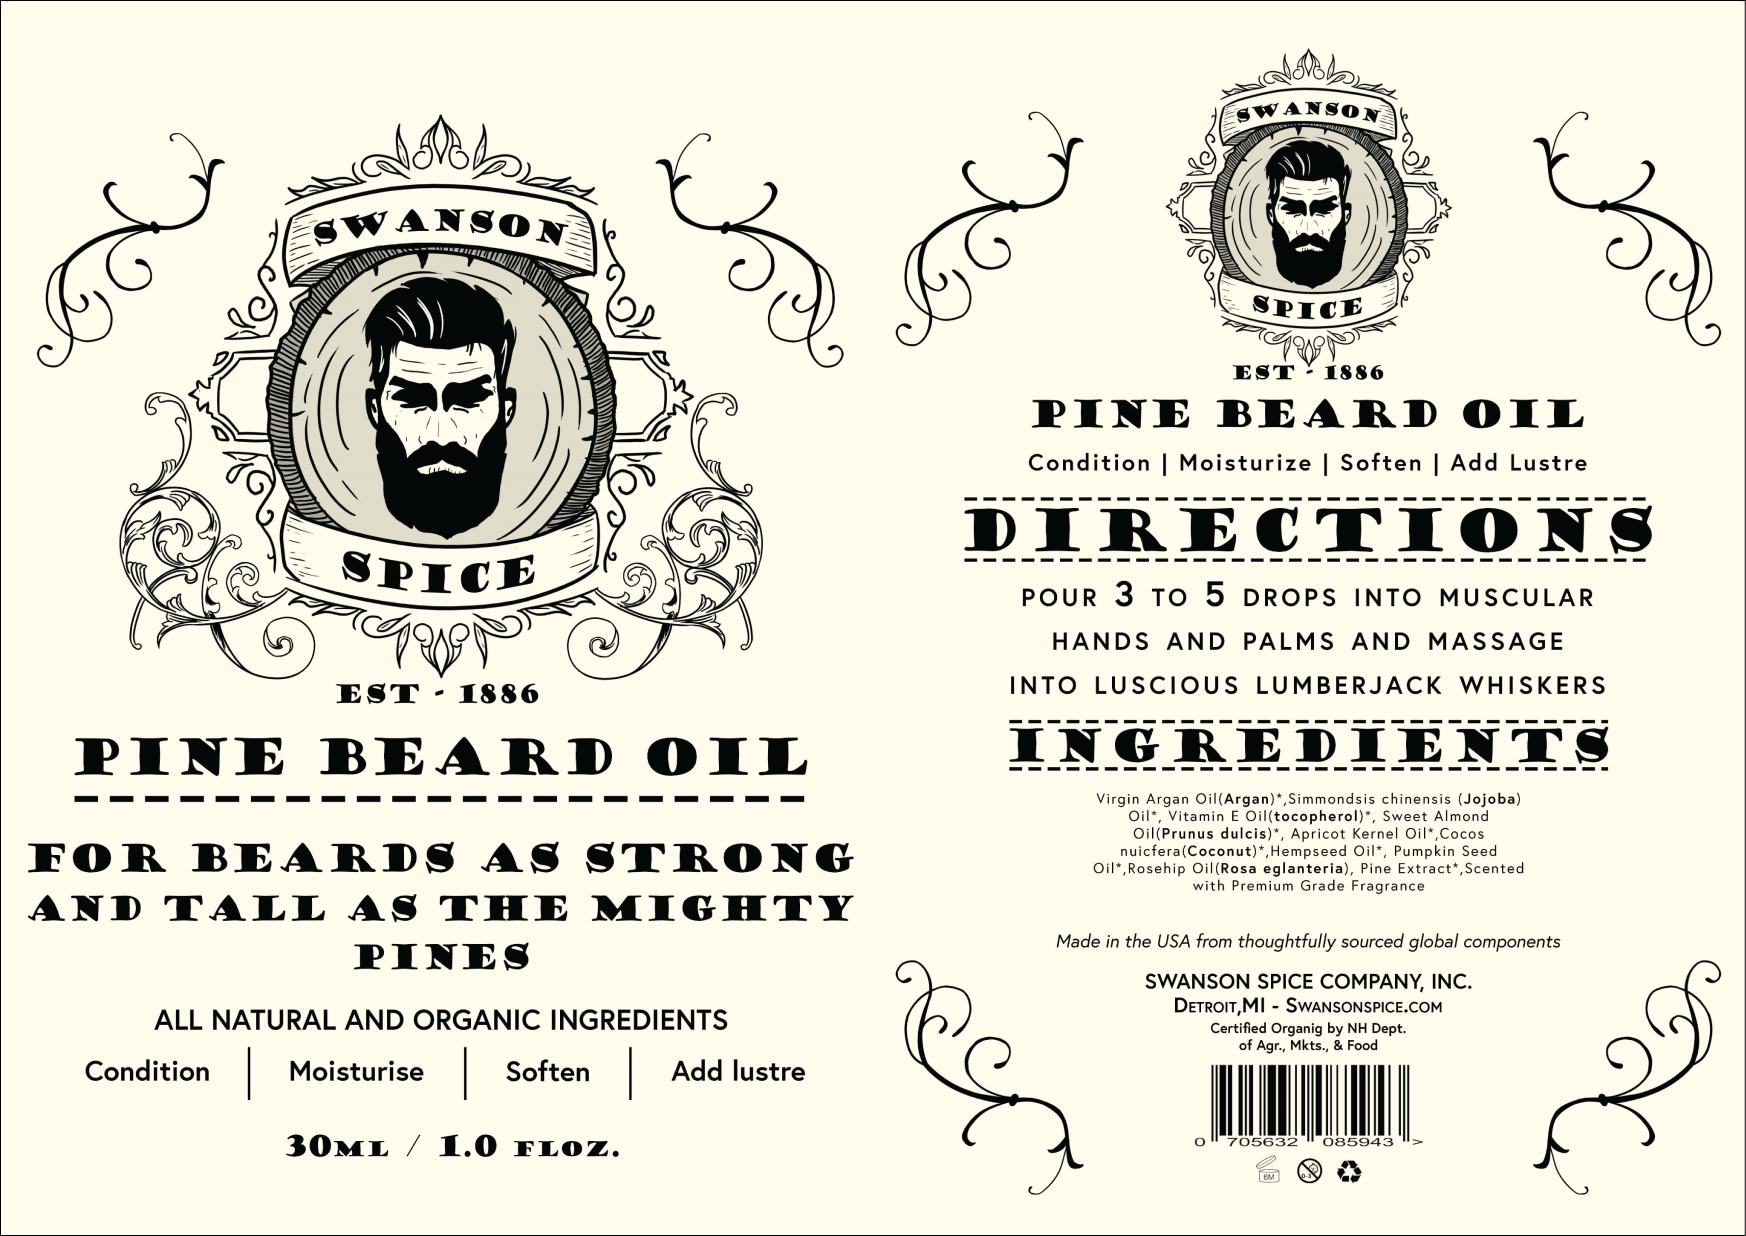 SWANSON
SPICE
EST - 1886
PINE BEARD OIL
FOR BEARDS AS STRONG
AND TALL AS THE MIGHTY
PINES
ALL NATURAL AND ORGANIC INGREDIENTS
Condition | Moisturise | Soften | Add lustre
30ML / 1.0 FLOZ.
SWANSON
SPICE
EST - 1886
PINE BEARD OIL
Condition | Moisturize | Soften | Add Lustre
DIRECTIONS
POUR 3 TO 5 DROPS INTO MUSCULAR
HANDS AND PALMS AND MASSAGE
INTO LUSCIOUS LUMBERJACK WHISKERS
INGREDIENTS
Virgin Argan Oil(Argan)*,Simmondsis chinensis (Jojoba)
Oil*, Vitamin E Oil(tocopherol)*, Sweet Almond
Oil(Prunus dulcis)*, Apricot Kernel Oil*,Cocos
nuicfera(Coconut)*,Hempseed Oil*, Pumpkin Seed
Oil*,Rosehip Oil(Rosa eglanteria), Pine Extract*,Scented
with Premium Grade Fragrance
Made in the USA from thoughtfully sourced global components
SWANSON SPICE COMPANY, INC.
DETROIT,MI - SWANSONSPICE.COM
Certified Organig by NH Dept.
of Agr., Mkts., & Food
0 705632 085943 >
6M 0-3